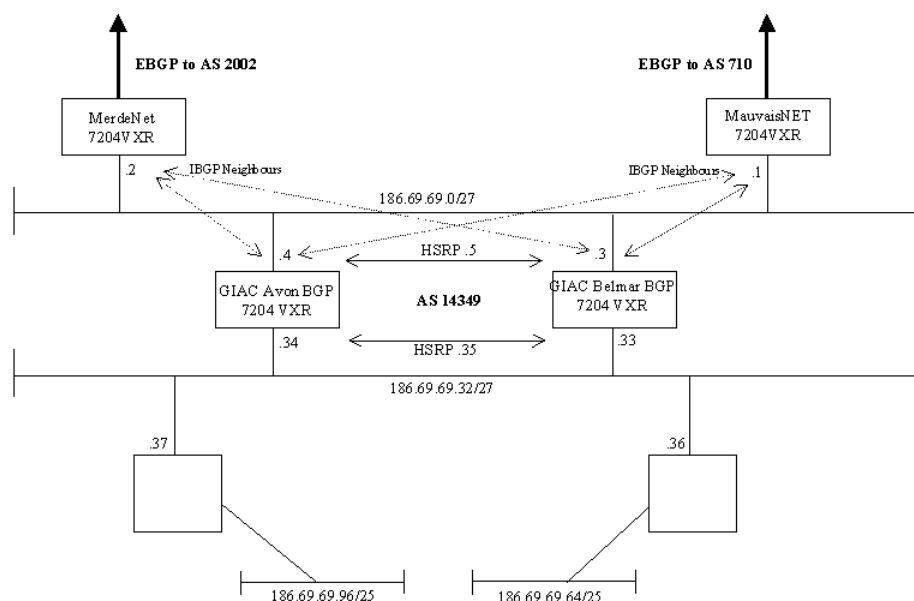 EBGP to AS 2002
EBGP to AS 710
MerdeNet
7204VXR
MauvaisNET
7204VXR
.2
IBGP Neighbours
IBGP Neighbours
.1
186.69.69.0/27
.4
HSRP .5
.3
GIAC Avon BGP
7204 VXR
AS 14349
GIAC Belmar BGP
7204 VXR
.34
HSRP .35
.33
186.69.69.32/27
.37
.36
186.69.69.96/25
186.69.69.64/25